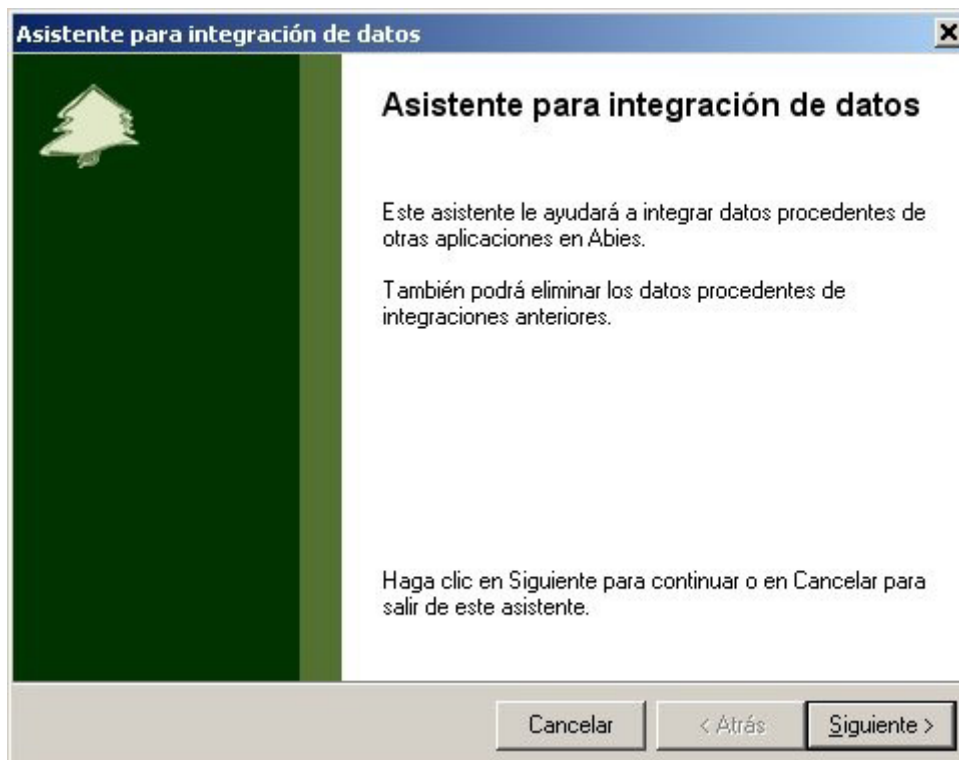 Asistente para integración de datos
Asistente para integración de datos
Este asistente le ayudará a integrar datos procedentes de
otras aplicaciones en Abies.
También podrá eliminar los datos procedentes de
integraciones anteriores.
Haga clic en Siguiente para continuar o en Cancelar para
salir de este asistente.
Cancelar
< Atrás
Siguiente >